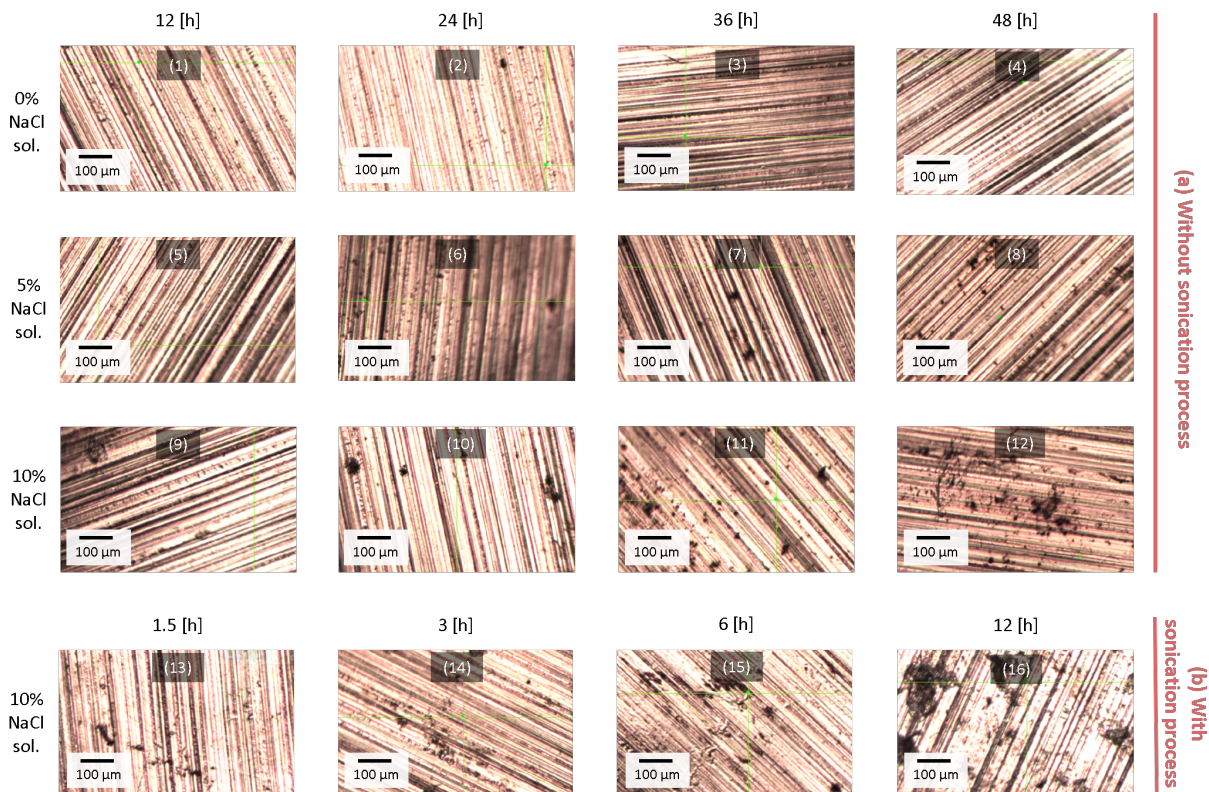 12 [h]
24 [h]
36 [h]
48 [h]
0%
NaCl
sol.
(1)
100 µm
(2)
100 µm
(3)
100 µm
(4)
100 µm
5%
NaCl
sol.
(5)
100 µm
(6)
100 µm
(7)
100 µm
(8)
100 µm
10%
NaCl
sol.
(9)
100 µm
(10)
100 µm
(11)
100 µm
(12)
100 µm
(a) Without sonication process
1.5 [h]
3 [h]
6 [h]
12 [h]
10%
NaCl
sol.
(13)
100 µm
(14)
100 µm
(15)
100 µm
(16)
100 µm
(b) With
sonication process